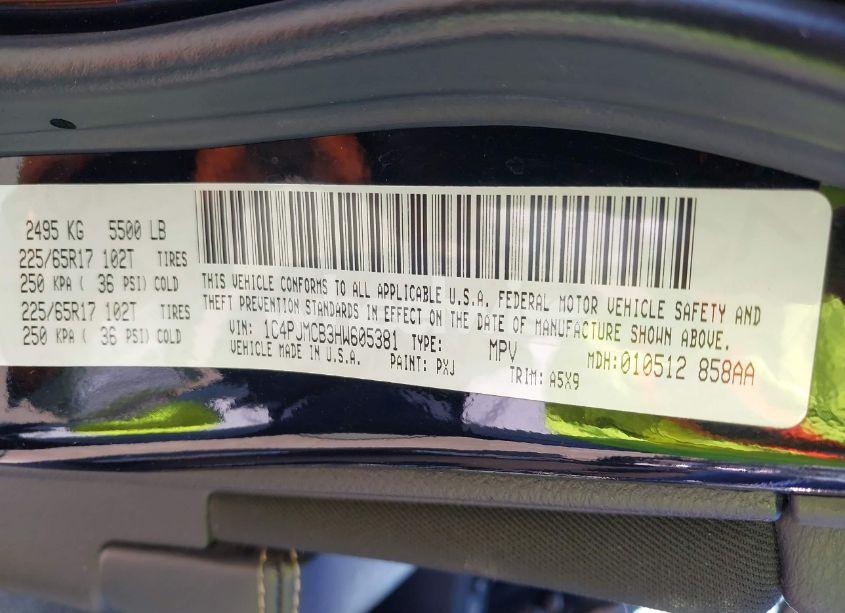 2495 KG 5500 LB
225/65R17 102T TIRES
250 KPA ( 36 PSI) COLD
225/65R17 102T TIRES
250 KPA ( 36 PSI) COLD
THIS VEHICLE CONFORMS TO ALL APPLICABLE U.S.A. FEDERAL MOTOR VEHICLE SAFETY AND
THEFT PREVENTION STANDARDS IN EFFECT ON THE DATE OF MANUFACTURE SHOWN ABOVE.
VIN: 1C4PJMCB3HW605381 TYPE: MPV MDH:010512 858AA
VEHICLE MADE IN U.S.A. PAINT: PXJ TRIM: A5X9